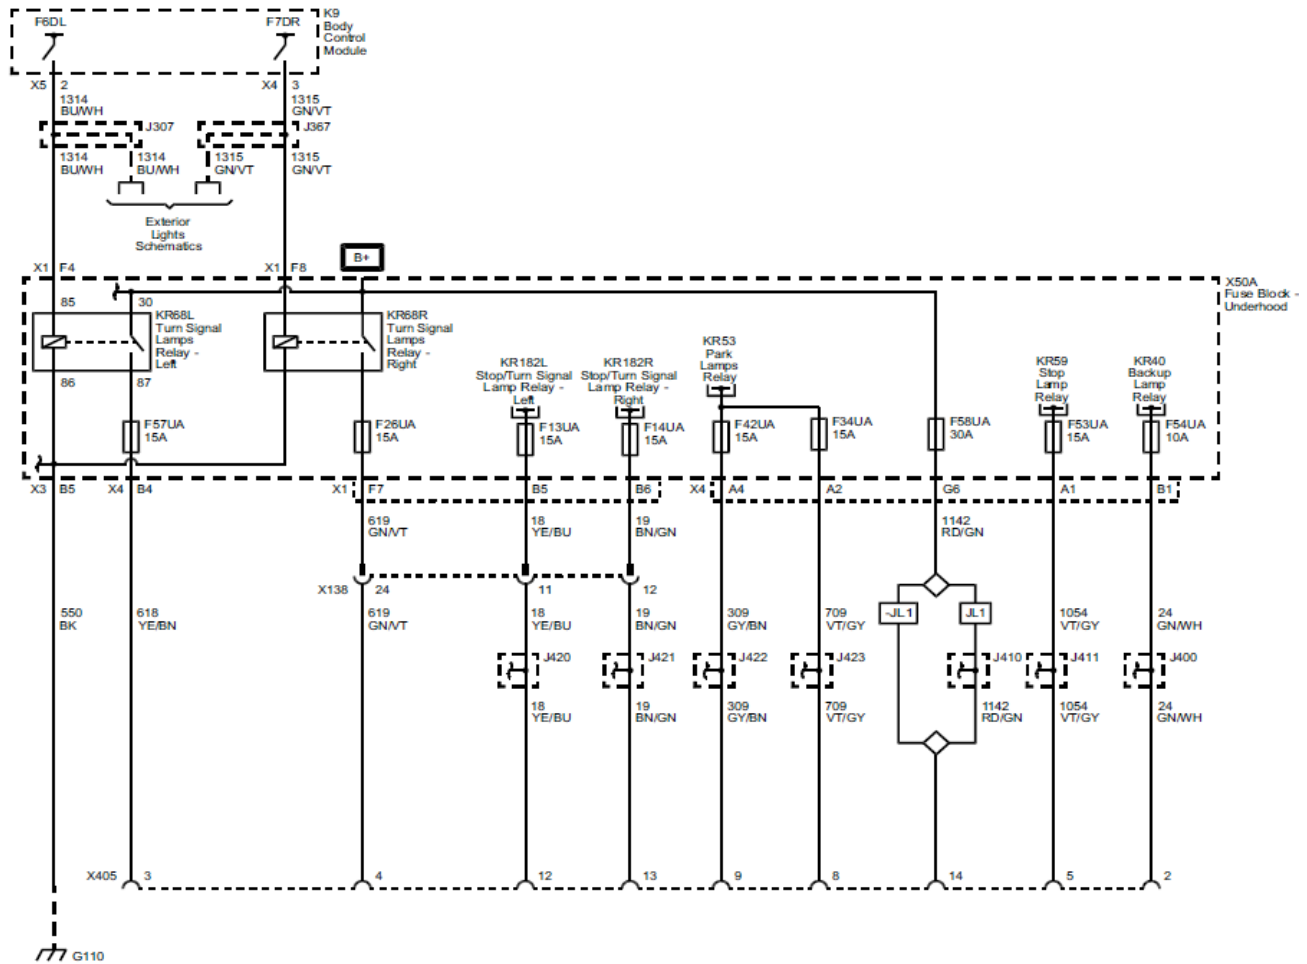 F6DL
F7DR
K9
Body
Control
Module
X5 2
X4 3
1314
BU/WH
1315
GN/VT
J307
J367
1314
BU/WH
1314
BU/WH
1315
GN/VT
1315
GN/VT
Exterior
Lights
Schematics
X1 F4
X1 F8
B+
X50A
Fuse Block -
Underhood
85
30
KR68L
Turn Signal
Lamps
Relay -
Left
KR68R
Turn Signal
Lamps
Relay -
Right
86
87
KR182L
Stop/Turn Signal
Lamp Relay -
Left
KR182R
Stop/Turn Signal
Lamp Relay -
Right
KR53
Park
Lamps
Relay
KR59
Stop
Lamp
Relay
KR40
Backup
Lamp
Relay
F57UA
15A
F26UA
15A
F13UA
15A
F14UA
15A
F42UA
15A
F34UA
15A
F58UA
30A
F53UA
15A
F54UA
10A
X3 B5
X4 B4
X1 F7
B5
B6
X4 A4
A2
G6
A1
B1
619
GN/VT
18
YE/BU
19
BN/GN
1142
RD/GN
X138 24
11
12
550
BK
618
YE/BN
619
GN/VT
18
YE/BU
19
BN/GN
309
GY/BN
709
VT/GY
-JL1
JL1
1054
VT/GY
24
GN/WH
J420
J421
J422
J423
J410
J411
J400
18
YE/BU
19
BN/GN
309
GY/BN
709
VT/GY
1142
RD/GN
1054
VT/GY
24
GN/WH
X405 3
4
12
13
9
8
14
5
2
G110